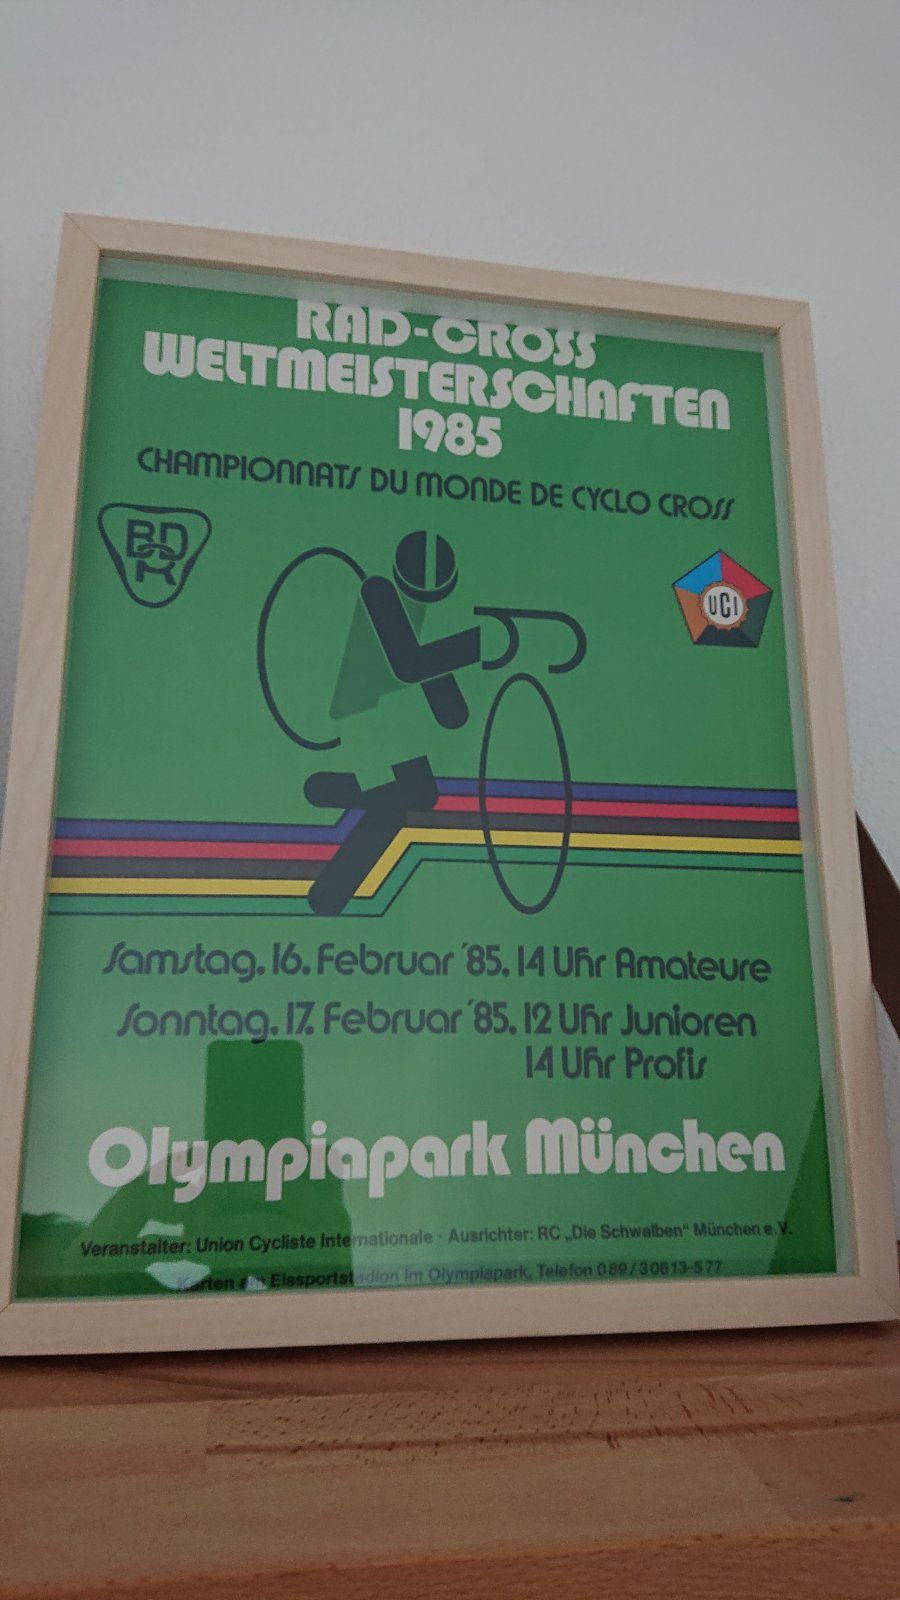 RAD-CROSS
WELTMEISTERSCHAFTEN
1985
CHAMPIONNATS DU MONDE DE CYCLO CROSS
BDR
UCI
Samstag. 16. Februar ´85. 14 Uhr Amateure
Sonntag. 17. Februar ´85. 12 Uhr Junioren
14 Uhr Profis
Olympiapark München
Veranstalter: Union Cycliste Internationale · Ausrichter: RC „Die Schwalben“ München e.V.
Karten am Eissportstadion im Olympiapark, Telefon 089/30613-577